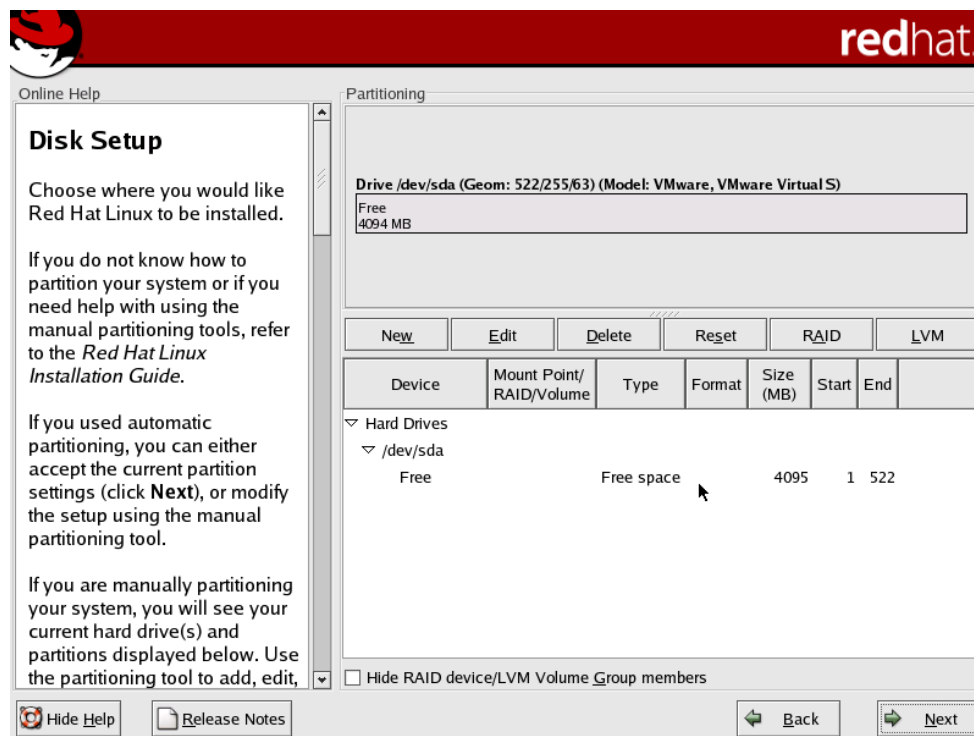 redhat.
Online Help
Disk Setup
Choose where you would like
Red Hat Linux to be installed.
If you do not know how to
partition your system or if you
need help with using the
manual partitioning tools, refer
to the Red Hat Linux
Installation Guide.
If you used automatic
partitioning, you can either
accept the current partition
settings (click Next), or modify
the setup using the manual
partitioning tool.
If you are manually partitioning
your system, you will see your
current hard drive(s) and
partitions displayed below. Use
the partitioning tool to add, edit,
Partitioning
Drive /dev/sda (Geom: 522/255/63) (Model: VMware, VMware Virtual S)
Free
4094 MB
New Edit Delete Reset RAID LVM
Device Mount Point/ RAID/Volume Type Format Size (MB) Start End
Hard Drives
/dev/sda
Free Free space 4095 1 522
Hide RAID device/LVM Volume Group members
Hide Help Release Notes Back Next